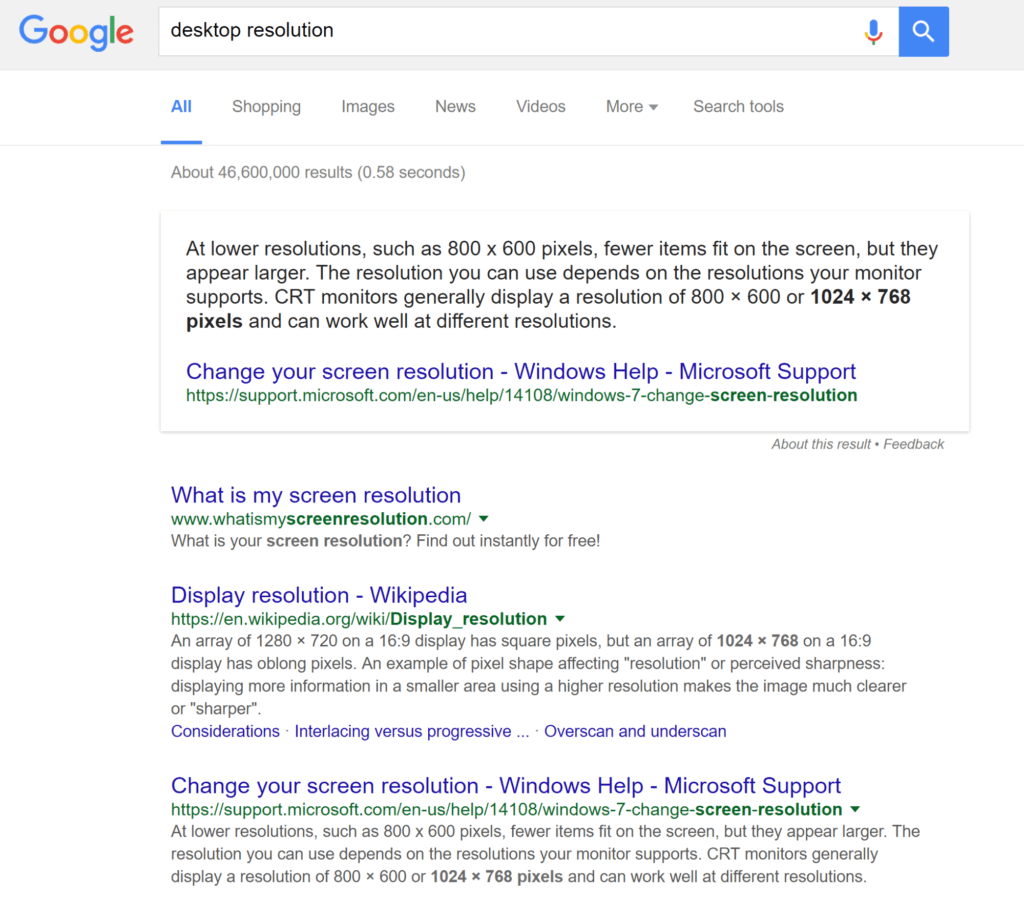 Google
desktop resolution
All Shopping Images News Videos More Search tools
About 46,600,000 results (0.58 seconds)
At lower resolutions, such as 800 x 600 pixels, fewer items fit on the screen, but they
appear larger. The resolution you can use depends on the resolutions your monitor
supports. CRT monitors generally display a resolution of 800 × 600 or 1024 × 768
pixels and can work well at different resolutions.
Change your screen resolution - Windows Help - Microsoft Support
https://support.microsoft.com/en-us/help/14108/windows-7-change-screen-resolution
About this result • Feedback
What is my screen resolution
www.whatismyscreenresolution.com/
What is your screen resolution? Find out instantly for free!
Display resolution - Wikipedia
https://en.wikipedia.org/wiki/Display_resolution
An array of 1280 × 720 on a 16:9 display has square pixels, but an array of 1024 × 768 on a 16:9
display has oblong pixels. An example of pixel shape affecting "resolution" or perceived sharpness:
displaying more information in a smaller area using a higher resolution makes the image much clearer
or "sharper".
Considerations · Interlacing versus progressive ... · Overscan and underscan
Change your screen resolution - Windows Help - Microsoft Support
https://support.microsoft.com/en-us/help/14108/windows-7-change-screen-resolution
At lower resolutions, such as 800 x 600 pixels, fewer items fit on the screen, but they appear larger. The
resolution you can use depends on the resolutions your monitor supports. CRT monitors generally
display a resolution of 800 × 600 or 1024 × 768 pixels and can work well at different resolutions.